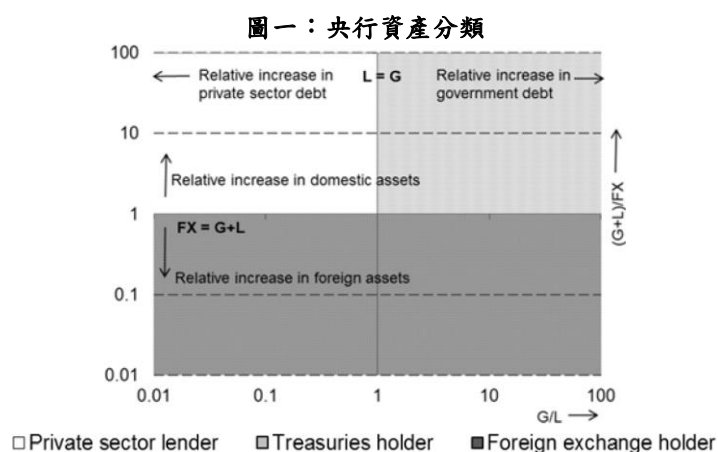 圖一：央行資產分類
100
Relative increase in
private sector debt
L = G
Relative increase in
government debt
10
(G+L)/FX
Relative increase in domestic assets
1
FX = G+L
Relative increase in foreign assets
0.1
0.01
0.01
0.1
1
10
100
G/L
Private sector lender
Treasuries holder
Foreign exchange holder